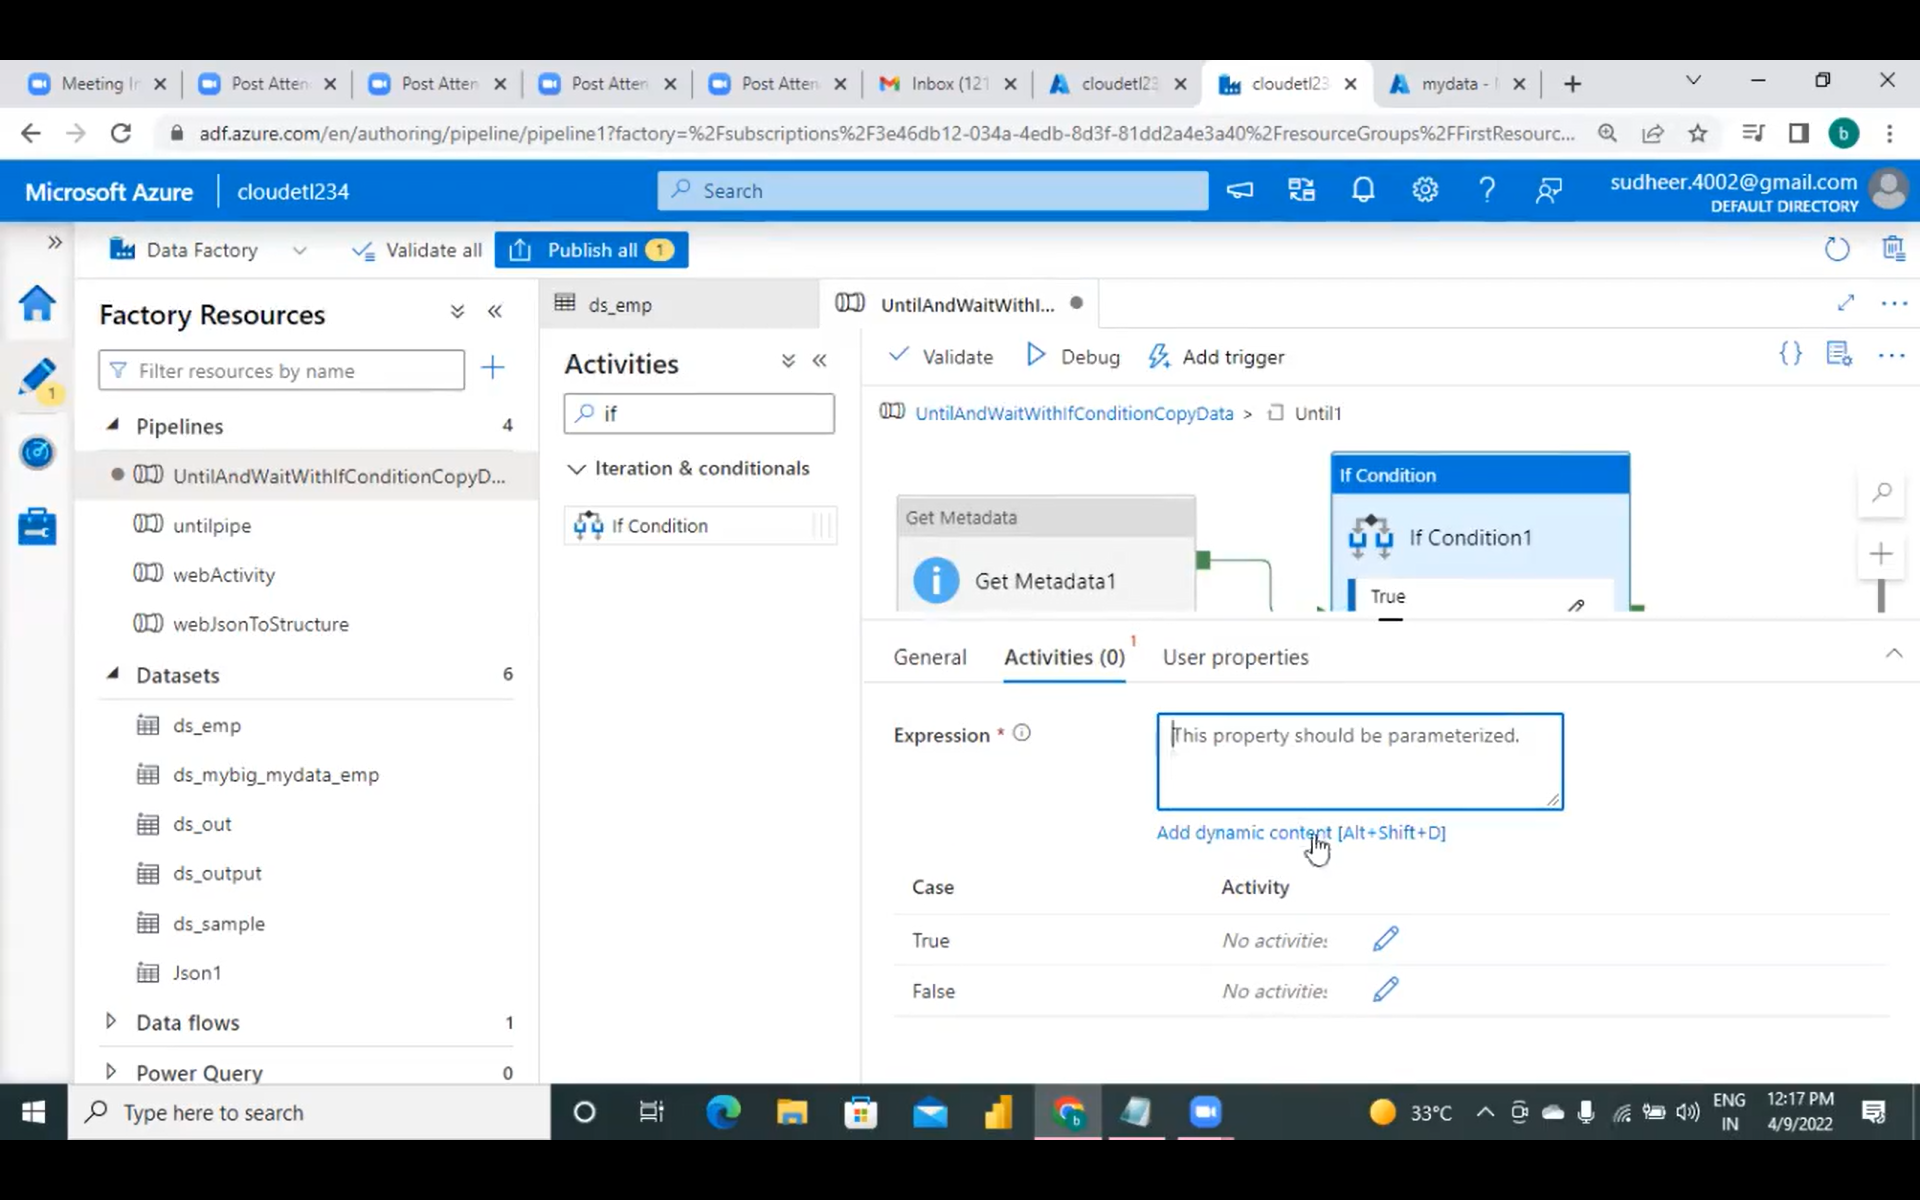 Meeting In
Post Atten
Post Atten
Post Atten
Post Atten
Inbox (121
cloudetl23
cloudetl23
mydata -
adf.azure.com/en/authoring/pipeline/pipeline1?factory=%2Fsubscriptions%2F3e46db12-034a-4edb-8d3f-81dd2a4e3a40%2FresourceGroups%2FFirstResourc...
b
Microsoft Azure
cloudetl234
Search
sudheer.4002@gmail.com
DEFAULT DIRECTORY
Data Factory
Validate all
Publish all 1
Factory Resources
Filter resources by name
1
Pipelines 4
UntilAndWaitWithIfConditionCopyD...
untilpipe
webActivity
webJsonToStructure
Datasets 6
ds_emp
ds_mybig_mydata_emp
ds_out
ds_output
ds_sample
Json1
Data flows 1
Power Query 0
ds_emp
UntilAndWaitWithI...
Activities
if
Iteration & conditionals
If Condition
Validate
Debug
Add trigger
UntilAndWaitWithIfConditionCopyData > Until1
Get Metadata
Get Metadata1
If Condition
If Condition1
True
General
Activities (0) 1
User properties
Expression *
This property should be parameterized.
Add dynamic content [Alt+Shift+D]
Case Activity
True No activities
False No activities
Type here to search
33°C
ENG
IN
12:17 PM
4/9/2022